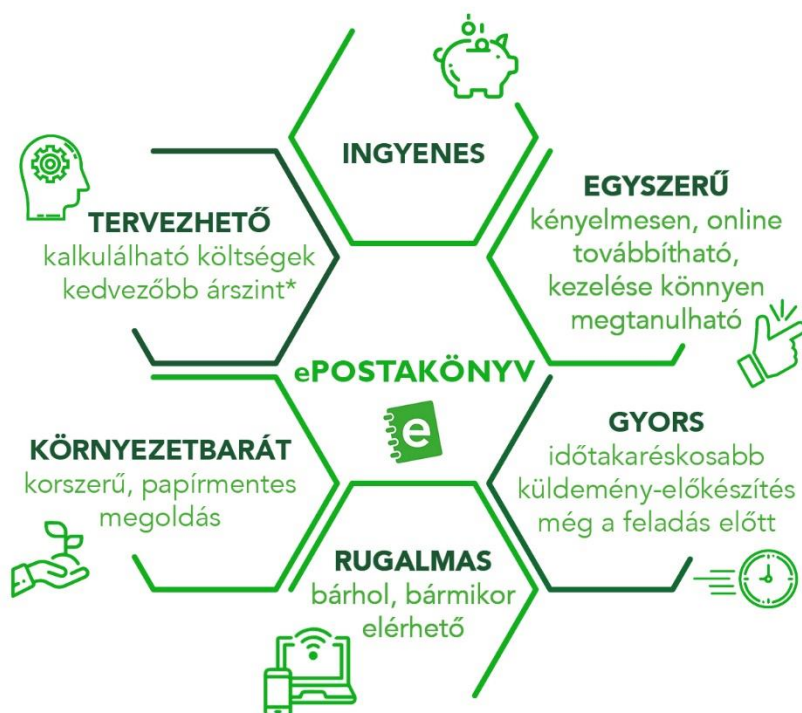 INGYENES
EGYSZERŰ
kényelmesen, online
továbbítható,
kezelése könnyen
megtanulható
TERVEZHETŐ
kalkulálható költségek
kedvezőbb árszint*
ePOSTAKÖNYV
e
KÖRNYEZETBARÁT
korszerű, papírmentes
megoldás
GYORS
időtakaréskosabb
küldemény-előkészítés
még a feladás előtt
RUGALMAS
bárhol, bármikor
elérhető